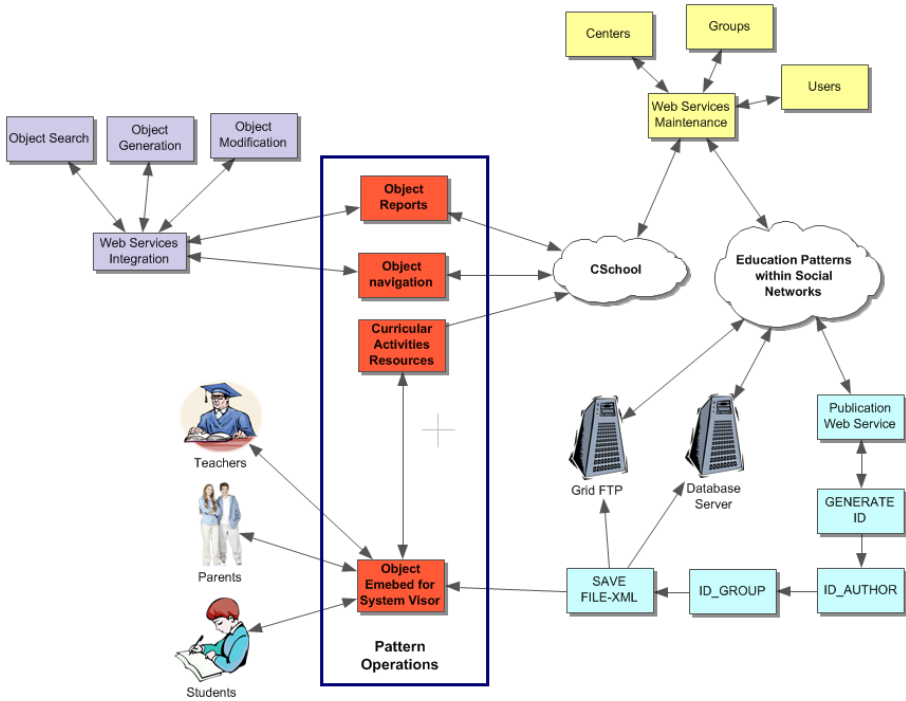 Centers
Groups
Users
Web Services
Maintenance
Object Search
Object
Generation
Object
Modification
Web Services
Integration
Object
Reports
Object
navigation
Curricular
Activities
Resources
CSchool
Education Patterns
within Social
Networks
Teachers
Parents
Students
Object
Emebed for
System Visor
Pattern
Operations
Grid FTP
Database
Server
Publication
Web Service
GENERATE
ID
ID_AUTHOR
ID_GROUP
SAVE
FILE-XML